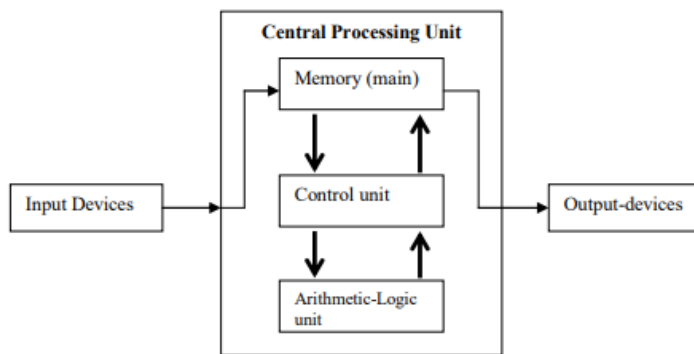 Central Processing Unit
Memory (main)
Input Devices
Control unit
Output-devices
Arithmetic-Logic
unit